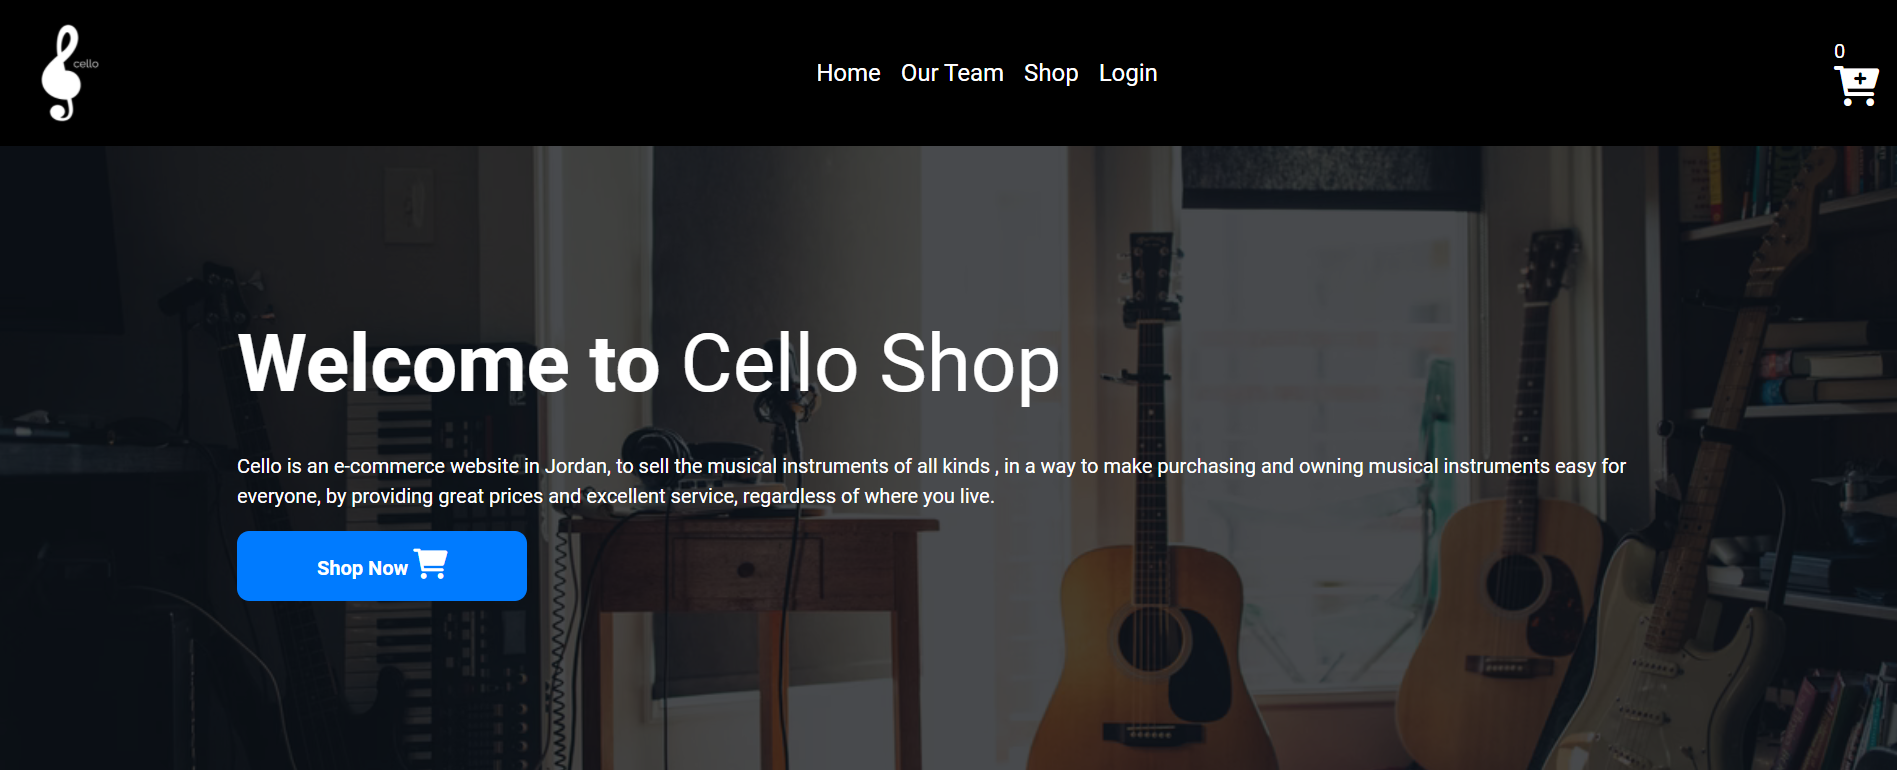 cello
Home Our Team Shop Login
0
Welcome to Cello Shop
Cello is an e-commerce website in Jordan, to sell the musical instruments of all kinds , in a way to make purchasing and owning musical instruments easy for
everyone, by providing great prices and excellent service, regardless of where you live.
Shop Now